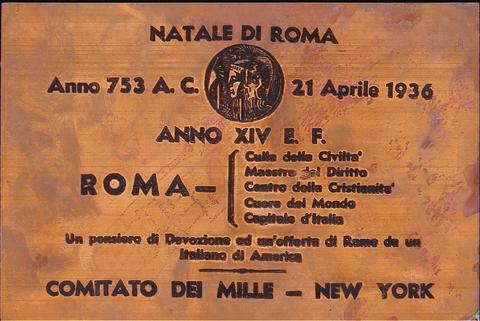 NATALE DI ROMA
Anno 753 A. C. 21 Aprile 1936
ANNO XIV E. F.
ROMA — Culla della Civiltà'
Maestra del Diritto
Centro della Cristianità'
Cuore del Mondo
Capitale d'Italia
Un pensiero di Devozione ed un'offerta di Rame da un
Italiano di America
COMITATO DEI MILLE — NEW YORK